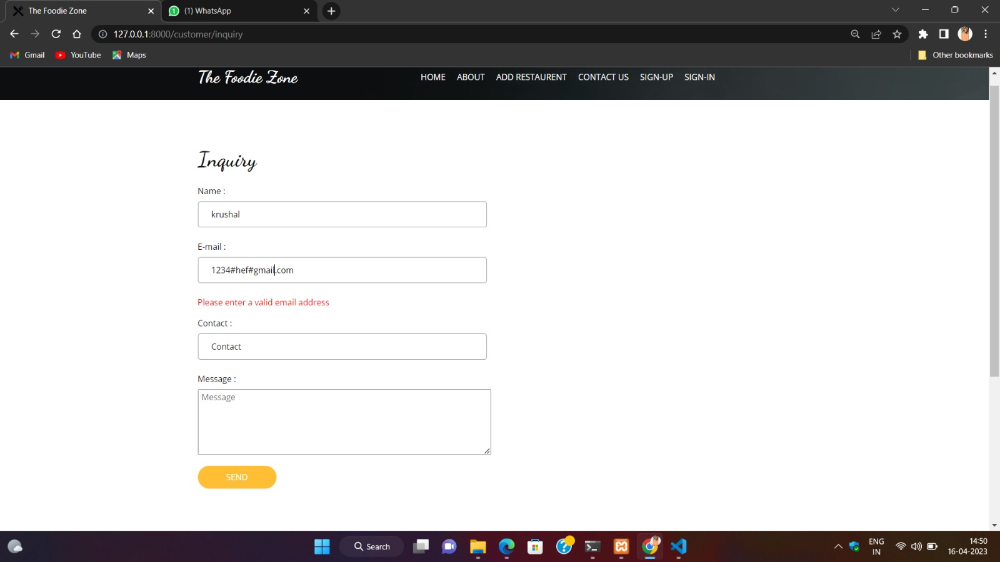 The Foodie Zone
(1) WhatsApp
127.0.0.1:8000/customer/inquiry
Gmail YouTube Maps Other bookmarks
The Foodie Zone HOME ABOUT ADD RESTAURENT CONTACT US SIGN-UP SIGN-IN
Inquiry
Name :
krushal
E-mail :
1234#hef#gmail.com
Please enter a valid email address
Contact :
Contact
Message :
Message
SEND
Search
ENG
IN
14:50
16-04-2023